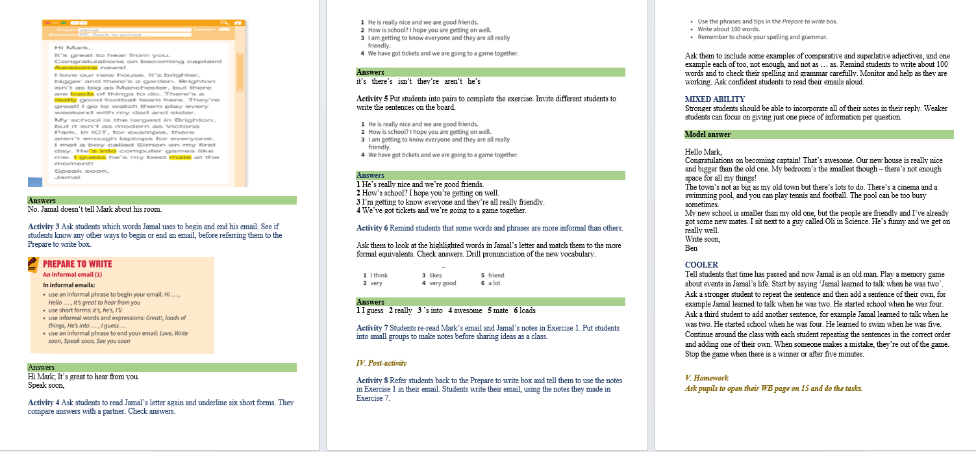 Hi Mark,
It's great to hear from you.
Congratulations on becoming captain!
Awesome news!
I love our new house. It's brighter,
bigger and there's a garden. Brighton
isn't as big as Manchester, but there
are loads of things to do. There's a
really good football team here. They're
great! I go to watch them play every
weekend with my dad and sister.
My school is the largest in Brighton,
but it isn't as modern as Victoria
Park. In ICT, for example, there
aren't enough laptops for everyone.
I met a boy called Simon on my first
day. He's into computer games like
me. I guess he's my best mate at the
moment!
Speak soon,
Jamal
Answers
No. Jamal doesn't tell Mark about his room.
Activity 3 Ask students which words Jamal uses to begin and end his email. See if
students know any other ways to begin or end an email, before referring them to the
Prepare to write box.
PREPARE TO WRITE
An informal email (1)
In informal emails:
• use an informal phrase to begin your email: Hi ... ,
Hello ... , It's great to hear from you
• use short forms: It's, he's, I'll
• use informal words and expressions: Great!, loads of
things, He's into ... , I guess ...
• use an informal phrase to end your email: Love, Write
soon, Speak soon, See you soon
Answers
Hi Mark; It's great to hear from you.
Speak soon,
Activity 4 Ask students to read Jamal's letter again and underline six short forms. They
compare answers with a partner. Check answers.
1 He is really nice and we are good friends.
2 How is school? I hope you are getting on well.
3 I am getting to know everyone and they are all really
friendly.
4 We have got tickets and we are going to a game together.
Answers
it's there's isn't they're aren't he's
Activity 5 Put students into pairs to complete the exercise. Invite different students to
write the sentences on the board.
1 He is really nice and we are good friends.
2 How is school? I hope you are getting on well.
3 I am getting to know everyone and they are all really
friendly.
4 We have got tickets and we are going to a game together.
Answers
1 He's really nice and we're good friends.
2 How's school? I hope you're getting on well.
3 I'm getting to know everyone and they're all really friendly.
4 We've got tickets and we're going to a game together.
Activity 6 Remind students that some words and phrases are more informal than others.
Ask them to look at the highlighted words in Jamal's letter and match them to the more
formal equivalents. Check answers. Drill pronunciation of the new vocabulary.
1 I think 3 likes 5 friend
2 very 4 very good 6 a lot
Answers
1 I guess 2 really 3 's into 4 awesome 5 mate 6 loads
Activity 7 Students re-read Mark's email and Jamal's notes in Exercise 1. Put students
into small groups to make notes before sharing ideas as a class.
IV. Post-activity
Activity 8 Refer students back to the Prepare to write box and tell them to use the notes
in Exercise 1 in their email. Students write their email, using the notes they made in
Exercise 7.
• Use the phrases and tips in the Prepare to write box.
• Write about 100 words.
• Remember to check your spelling and grammar.
Ask them to include some examples of comparative and superlative adjectives, and one
example each of too, not enough, and not as ... as. Remind students to write about 100
words and to check their spelling and grammar carefully. Monitor and help as they are
working. Ask confident students to read their emails aloud.
MIXED ABILITY
Stronger students should be able to incorporate all of their notes in their reply. Weaker
students can focus on giving just one piece of information per question.
Model answer
Hello Mark,
Congratulations on becoming captain! That's awesome. Our new house is really nice
and bigger than the old one. My bedroom's the smallest though – there's not enough
space for all my things!
The town's not as big as my old town but there's lots to do. There's a cinema and a
swimming pool, and you can play tennis and football. The pool can be too busy
sometimes.
My new school is smaller than my old one, but the people are friendly and I've already
got some new mates. I sit next to a guy called Oli in Science. He's funny and we get on
really well.
Write soon,
Ben
COOLER
Tell students that time has passed and now Jamal is an old man. Play a memory game
about events in Jamal's life. Start by saying 'Jamal learned to talk when he was two'.
Ask a stronger student to repeat the sentence and then add a sentence of their own, for
example Jamal learned to talk when he was two. He started school when he was four.
Ask a third student to add another sentence, for example Jamal learned to talk when he
was two. He started school when he was four. He learned to swim when he was five.
Continue around the class with each student repeating the sentences in the correct order
and adding one of their own. When someone makes a mistake, they're out of the game.
Stop the game when there is a winner or after five minutes.
V. Homework
Ask pupils to open their WB page on 15 and do the tasks.